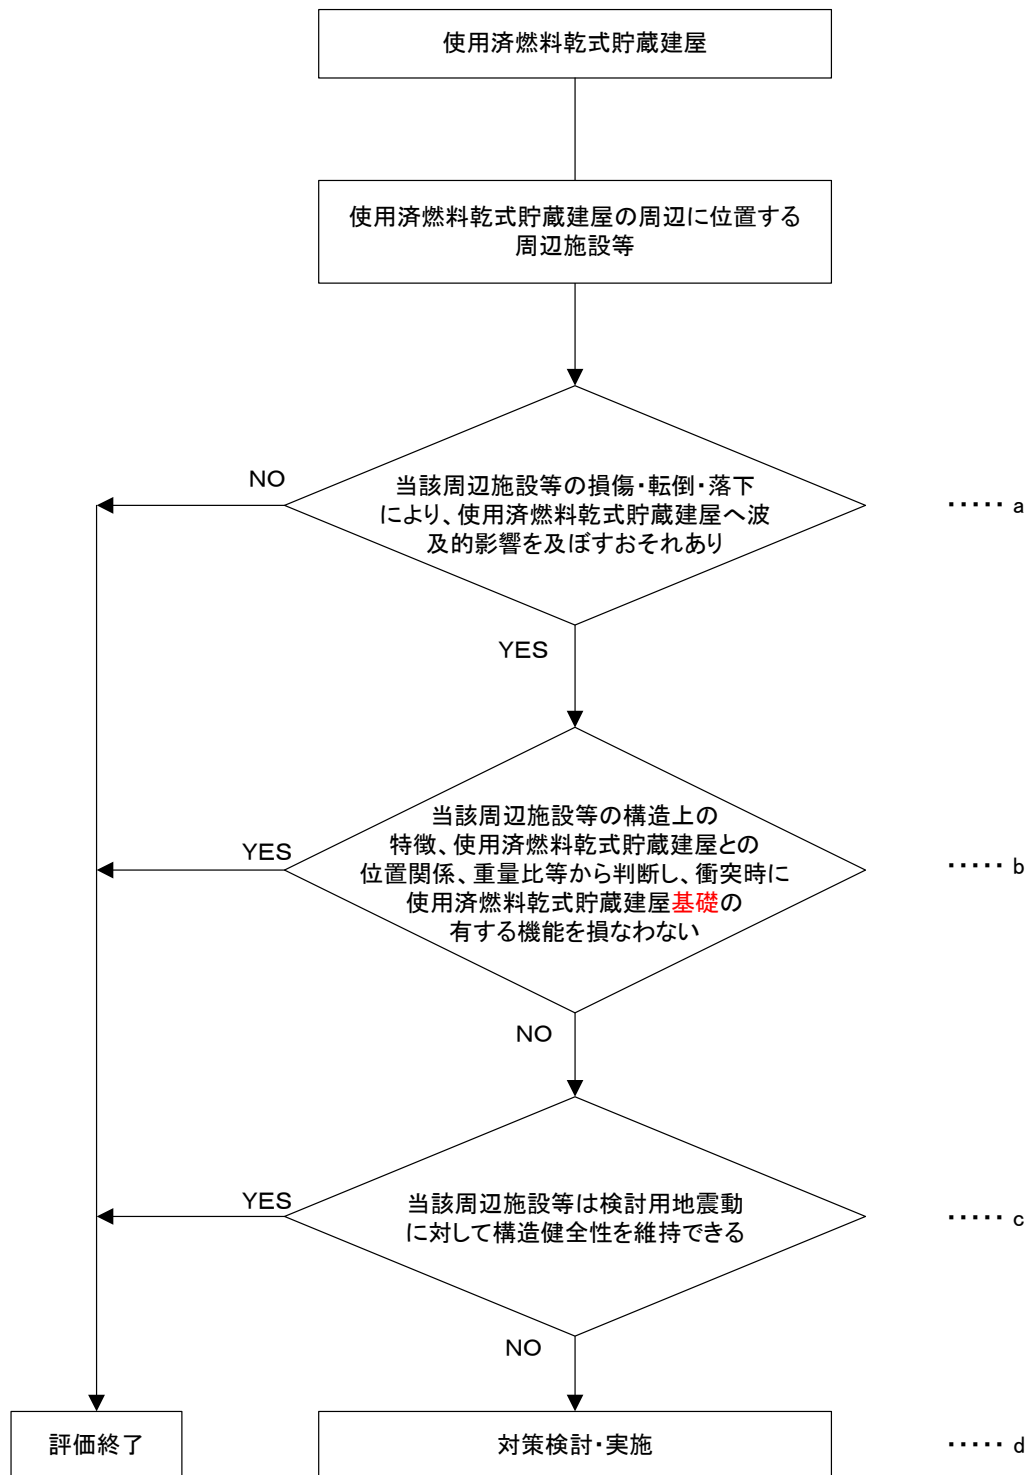 使用済燃料乾式貯蔵建屋
使用済燃料乾式貯蔵建屋の周辺に位置する
周辺施設等
NO
当該周辺施設等の損傷・転倒・落下
により、使用済燃料乾式貯蔵建屋へ波
及的影響を及ぼすおそれあり
・・・・・ a
YES
当該周辺施設等の構造上の
特徴、使用済燃料乾式貯蔵建屋との
位置関係、重量比等から判断し、衝突時に
使用済燃料乾式貯蔵建屋基礎の
有する機能を損なわない
YES
・・・・・ b
NO
YES
当該周辺施設等は検討用地震動
に対して構造健全性を維持できる
・・・・・ c
NO
評価終了
対策検討・実施
・・・・・ d